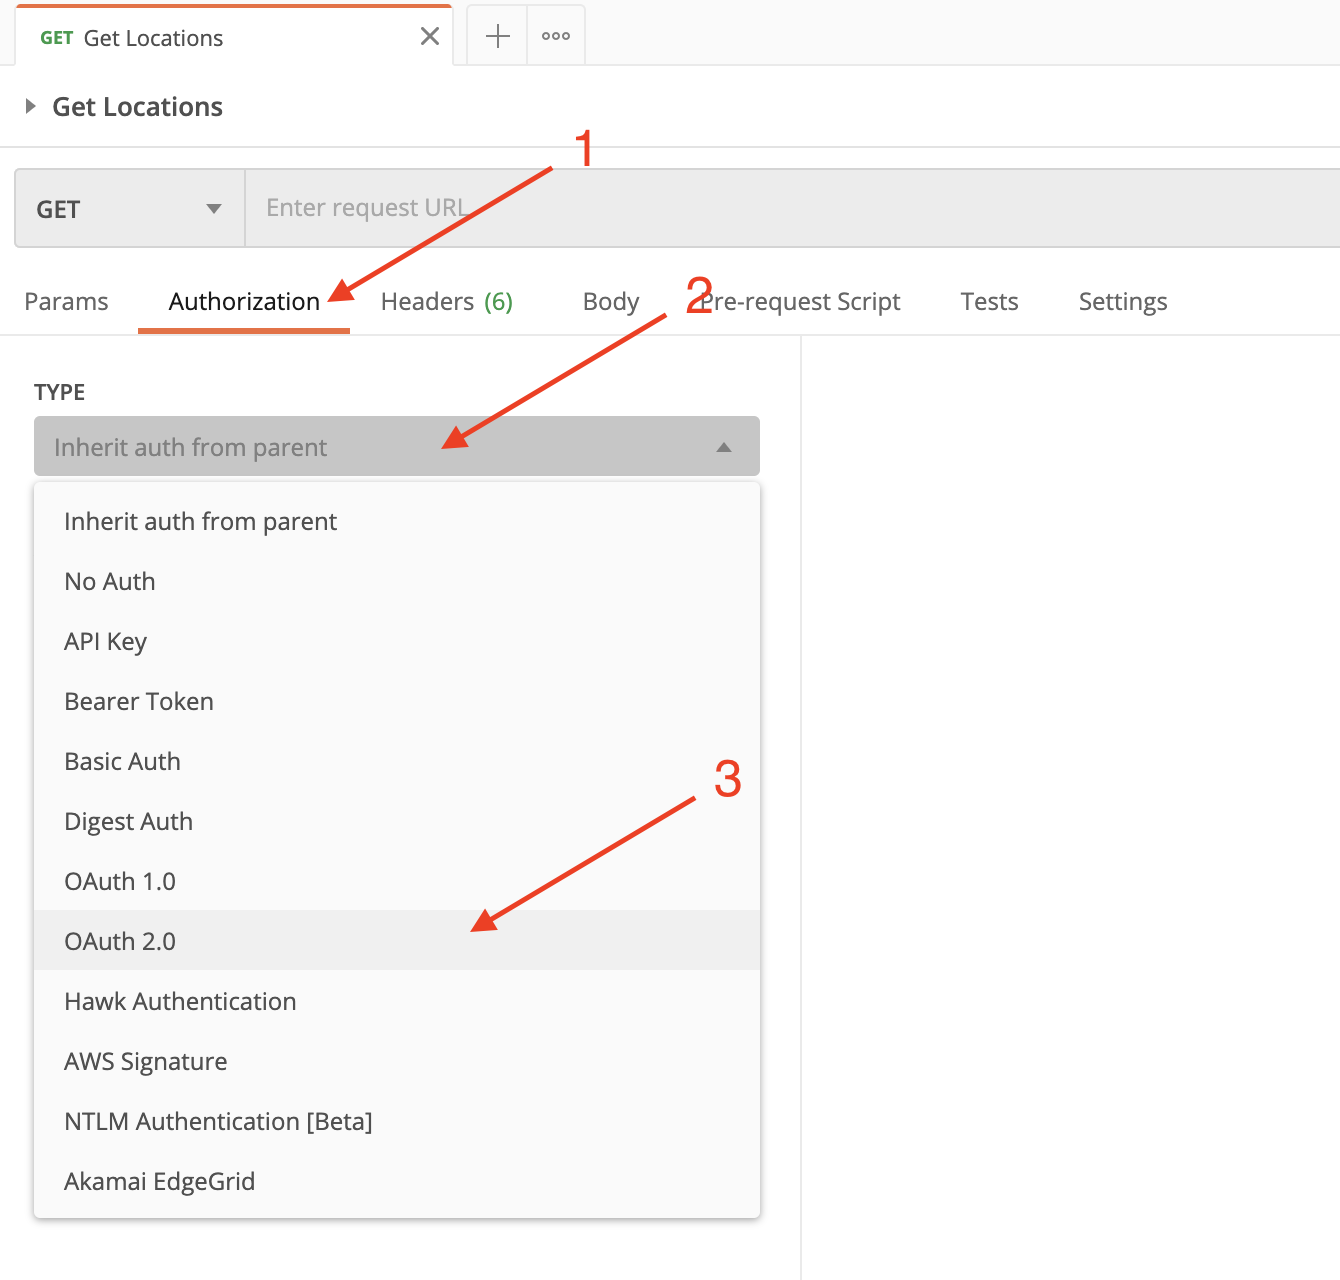 GET Get Locations
Get Locations
1
GET Enter request URL
Params Authorization Headers (6) Body 2 Pre-request Script Tests Settings
TYPE
Inherit auth from parent
Inherit auth from parent
No Auth
API Key
Bearer Token
Basic Auth
3
Digest Auth
OAuth 1.0
OAuth 2.0
Hawk Authentication
AWS Signature
NTLM Authentication [Beta]
Akamai EdgeGrid